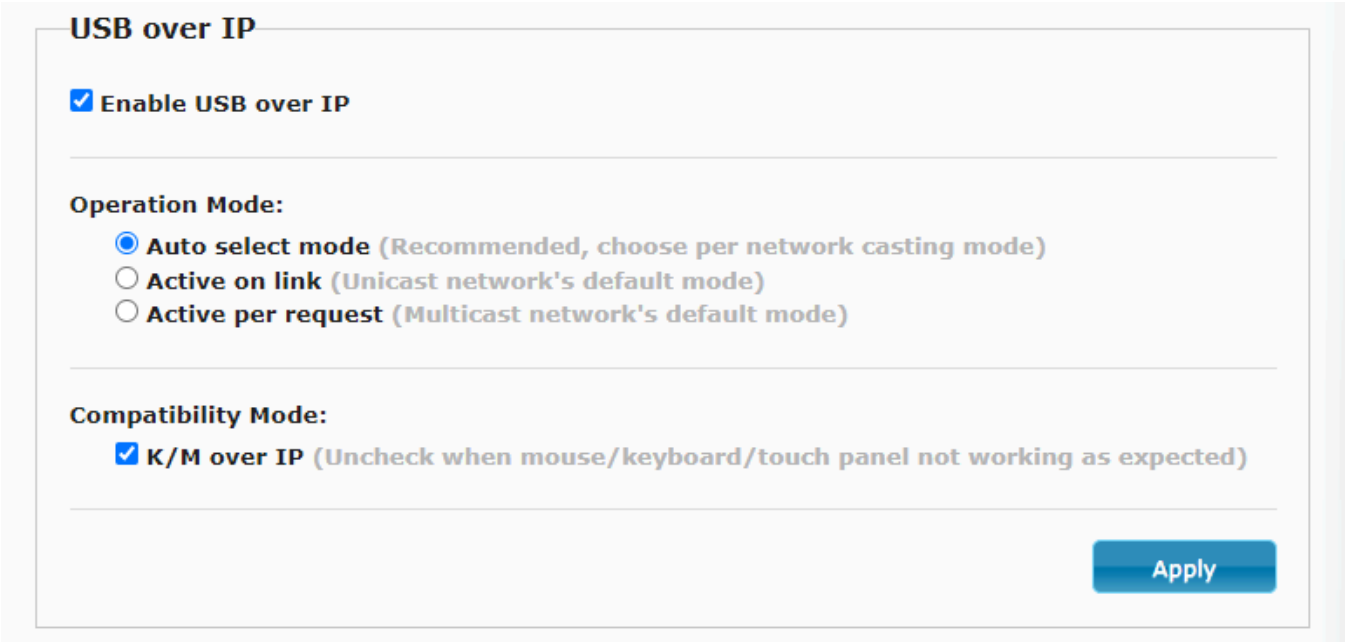 USB over IP
Enable USB over IP
Operation Mode:
Auto select mode (Recommended, choose per network casting mode)
Active on link (Unicast network's default mode)
Active per request (Multicast network's default mode)
Compatibility Mode:
K/M over IP (Uncheck when mouse/keyboard/touch panel not working as expected)
Apply